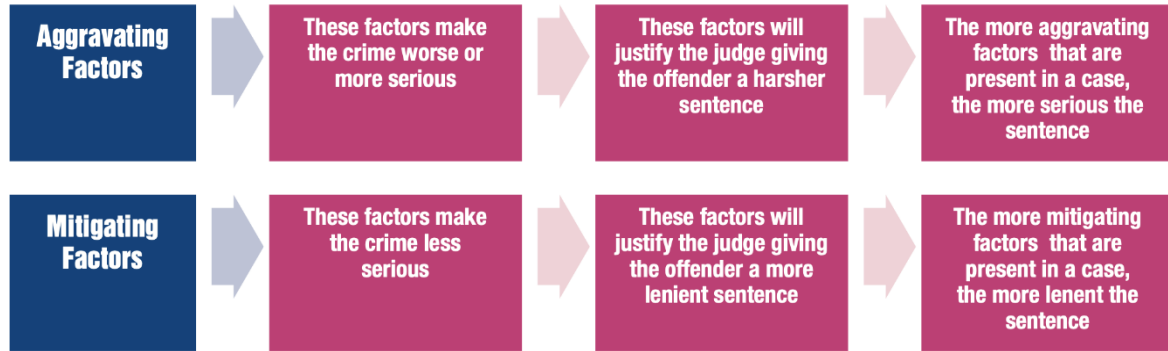 Aggravating
Factors
These factors make
the crime worse or
more serious
These factors will
justify the judge giving
the offender a harsher
sentence
The more aggravating
factors that are
present in a case,
the more serious the
sentence
Mitigating
Factors
These factors make
the crime less
serious
These factors will
justify the judge giving
the offender a more
lenient sentence
The more mitigating
factors that are
present in a case,
the more lenent the
sentence